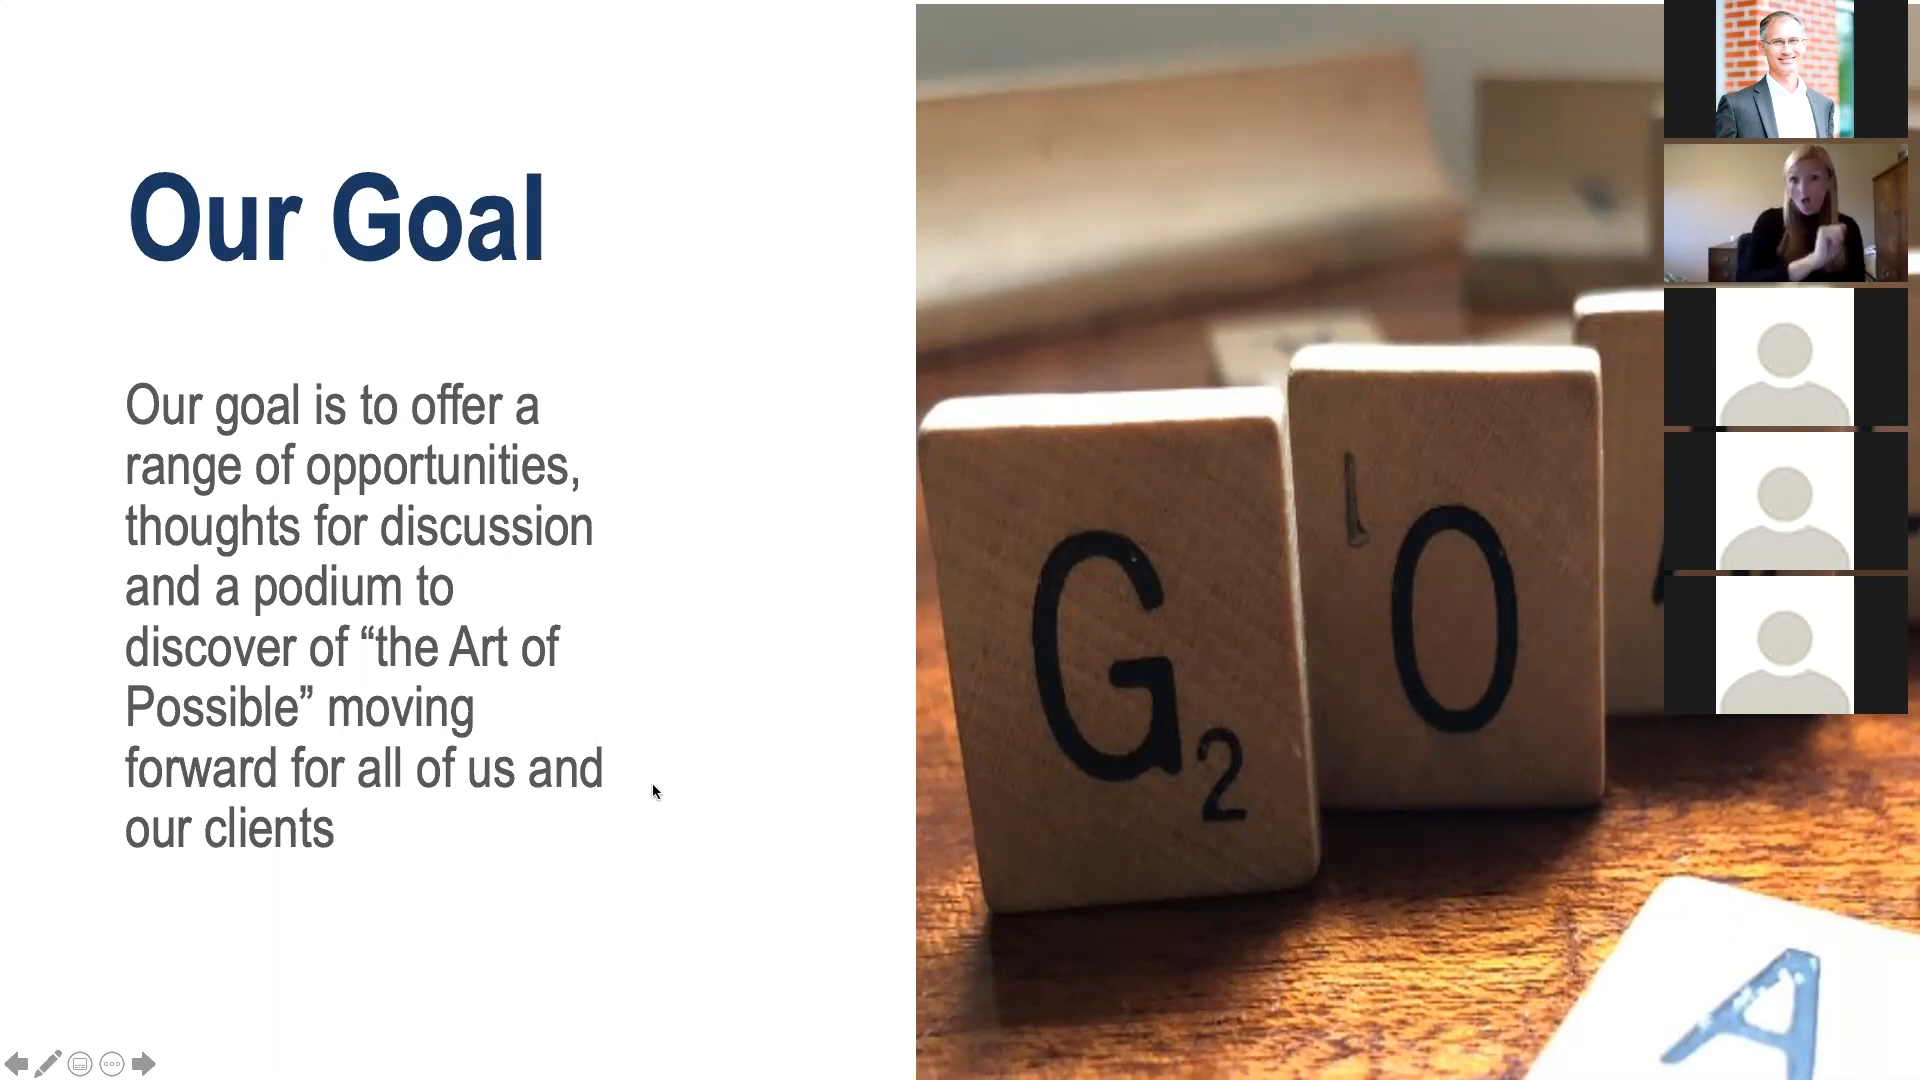 Our Goal
Our goal is to offer a
range of opportunities,
thoughts for discussion
and a podium to
discover of “the Art of
Possible” moving
forward for all of us and
our clients
G2
1 O
A